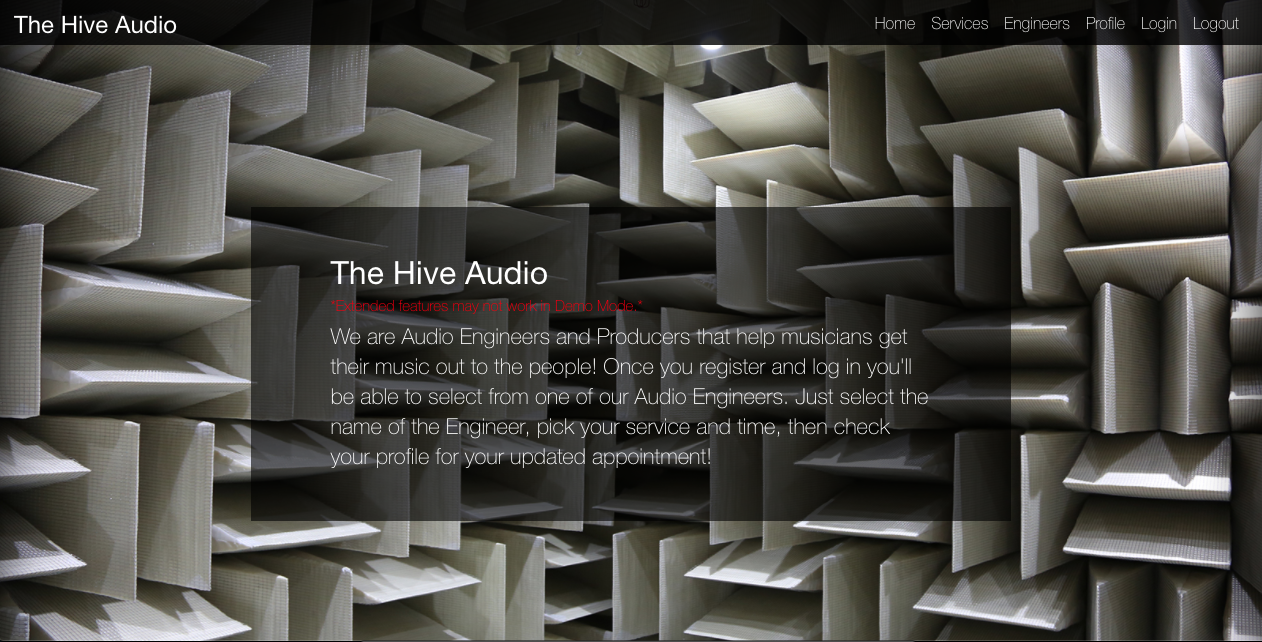 The Hive Audio
Home Services Engineers Profile Login Logout
The Hive Audio
*Extended features may not work in Demo Mode.*
We are Audio Engineers and Producers that help musicians get
their music out to the people! Once you register and log in you'll
be able to select from one of our Audio Engineers. Just select the
name of the Engineer, pick your service and time, then check
your profile for your updated appointment!